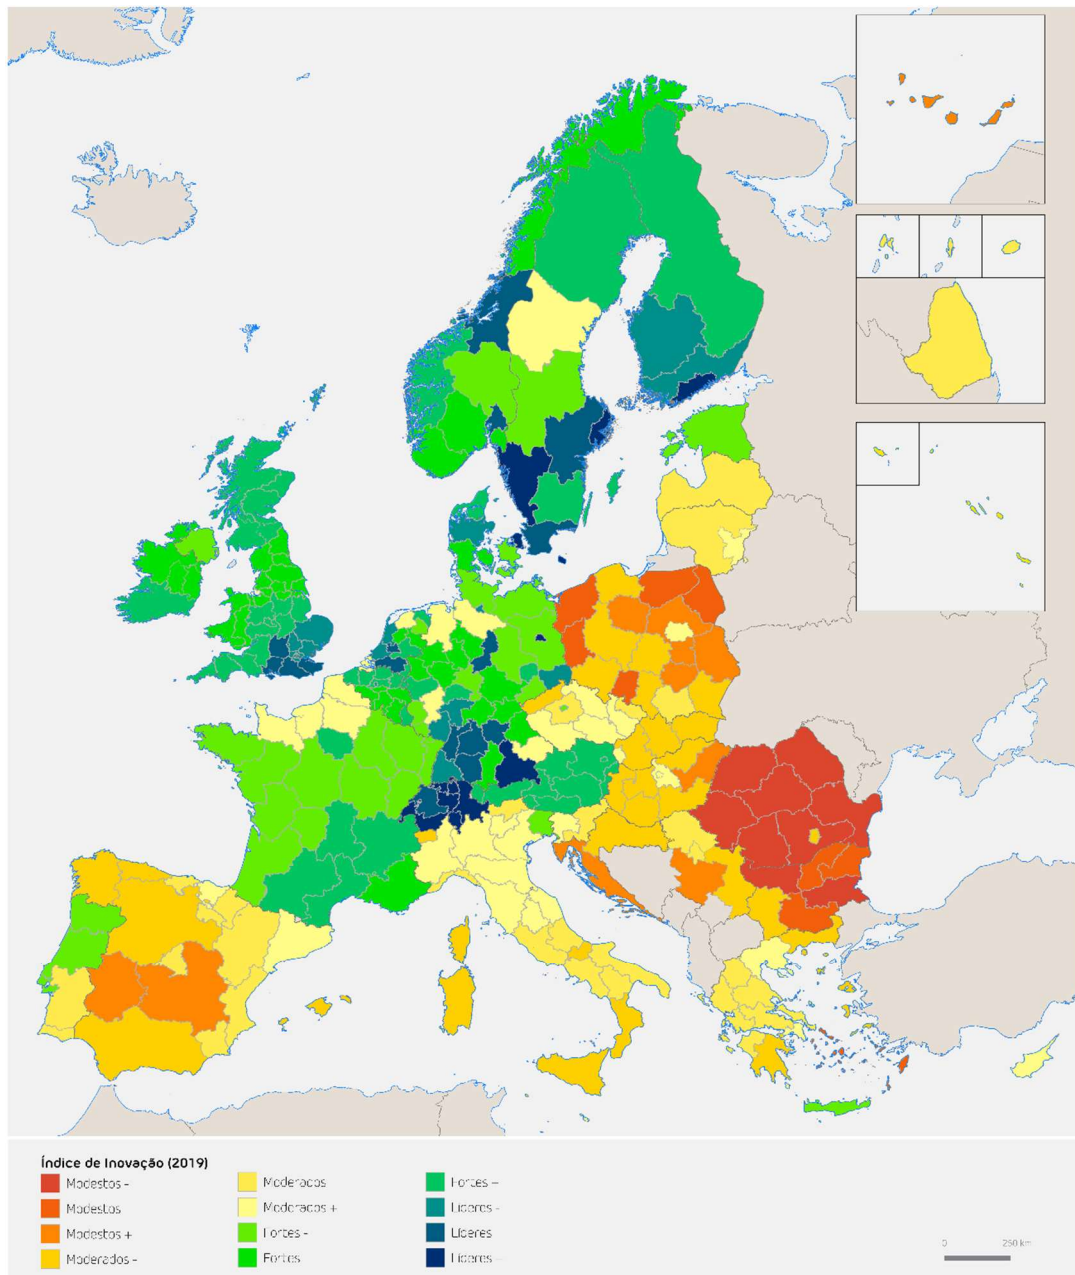 Índice de Inovação (2019)
Modestos -
Modestos
Modestos +
Moderados -
Moderados
Moderados +
Fortes -
Fortes
Fortes +
Líderes -
Líderes
Líderes
0 250 km